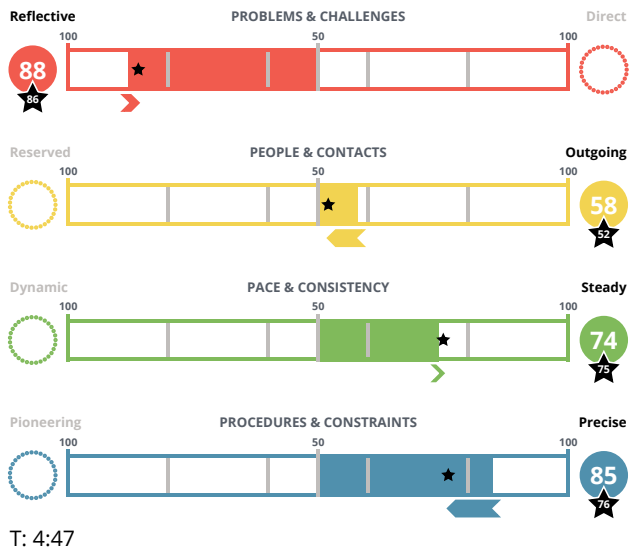 Reflective PROBLEMS & CHALLENGES Direct
100 50 100
88
86
Reserved PEOPLE & CONTACTS Outgoing
100 50 100
58
52
Dynamic PACE & CONSISTENCY Steady
100 50 100
74
75
Pioneering PROCEDURES & CONSTRAINTS Precise
100 50 100
85
76
T: 4:47